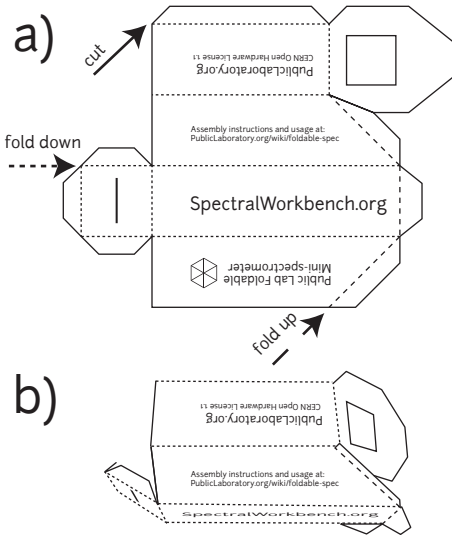 a)
cut
PublicLaboratory.org
CERN Open Hardware License 1.1
Assembly instructions and usage at:
PublicLaboratory.org/wiki/foldable-spec
fold down
SpectralWorkbench.org
Public Lab Foldable
Mini-spectrometer
fold up
b)
PublicLaboratory.org
CERN Open Hardware License 1.1
Assembly instructions and usage at:
PublicLaboratory.org/wiki/foldable-spec
SpectralWorkbench.org